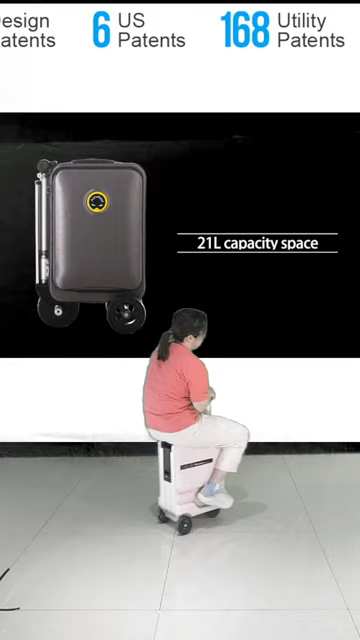 esign
atents
6 US
Patents
168 Utility
Patents
21L capacity space